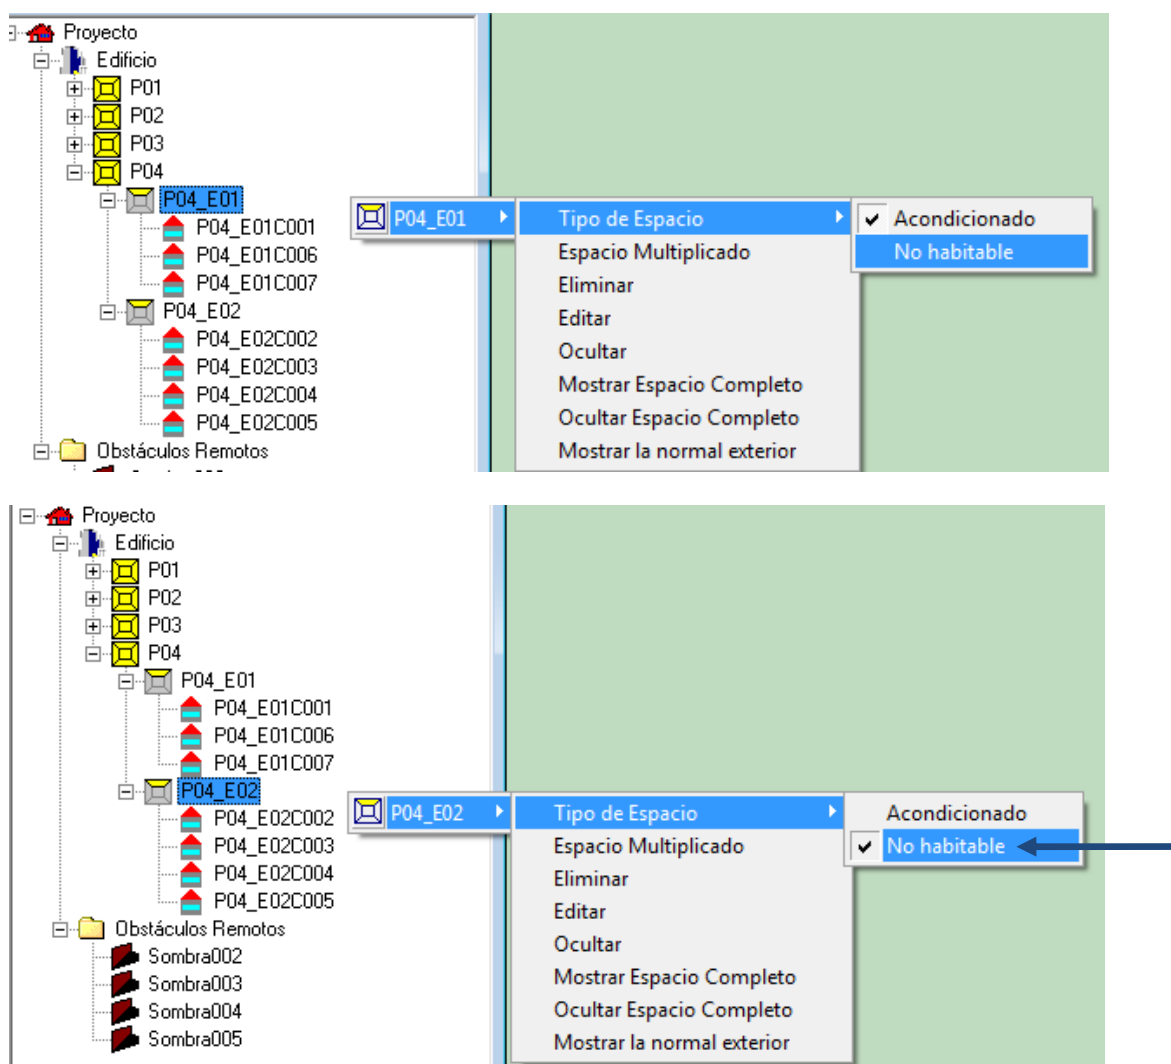 Proyecto
Edificio
P01
P02
P03
P04
P04_E01
P04_E01C001
P04_E01C006
P04_E01C007
P04_E02
P04_E02C002
P04_E02C003
P04_E02C004
P04_E02C005
Obstáculos Remotos
P04_E01
Tipo de Espacio
Espacio Multiplicado
Eliminar
Editar
Ocultar
Mostrar Espacio Completo
Ocultar Espacio Completo
Mostrar la normal exterior
Acondicionado
No habitable
Proyecto
Edificio
P01
P02
P03
P04
P04_E01
P04_E01C001
P04_E01C006
P04_E01C007
P04_E02
P04_E02C002
P04_E02C003
P04_E02C004
P04_E02C005
Obstáculos Remotos
Sombra002
Sombra003
Sombra004
Sombra005
P04_E02
Tipo de Espacio
Espacio Multiplicado
Eliminar
Editar
Ocultar
Mostrar Espacio Completo
Ocultar Espacio Completo
Mostrar la normal exterior
Acondicionado
No habitable